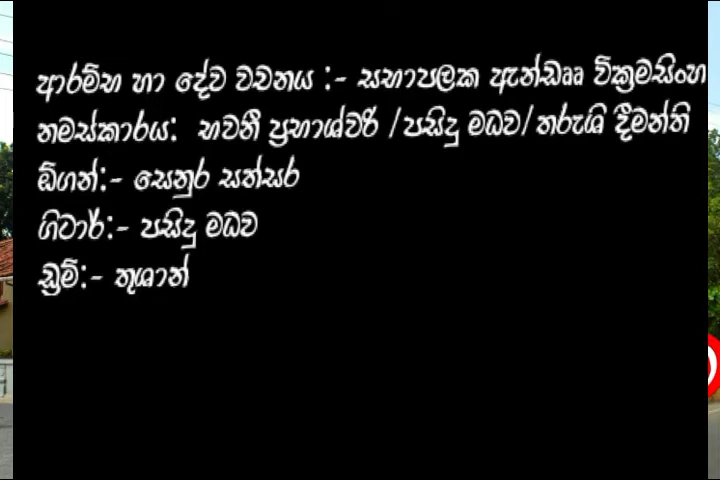 ආරම්භ හා දේව වචනය :- සභාපලක ඇන්ඩෲ වික්‍රමසිංහ
නමස්කාරය: භවනී ප්‍රභාශ්වරි /පසිදු මධව/තරුශි දීමන්ති
ඕගන්:- සෙනුර සත්සර
ගිටාර්:- පසිදු මධව
ඩ්‍රම්:- තුශාන්